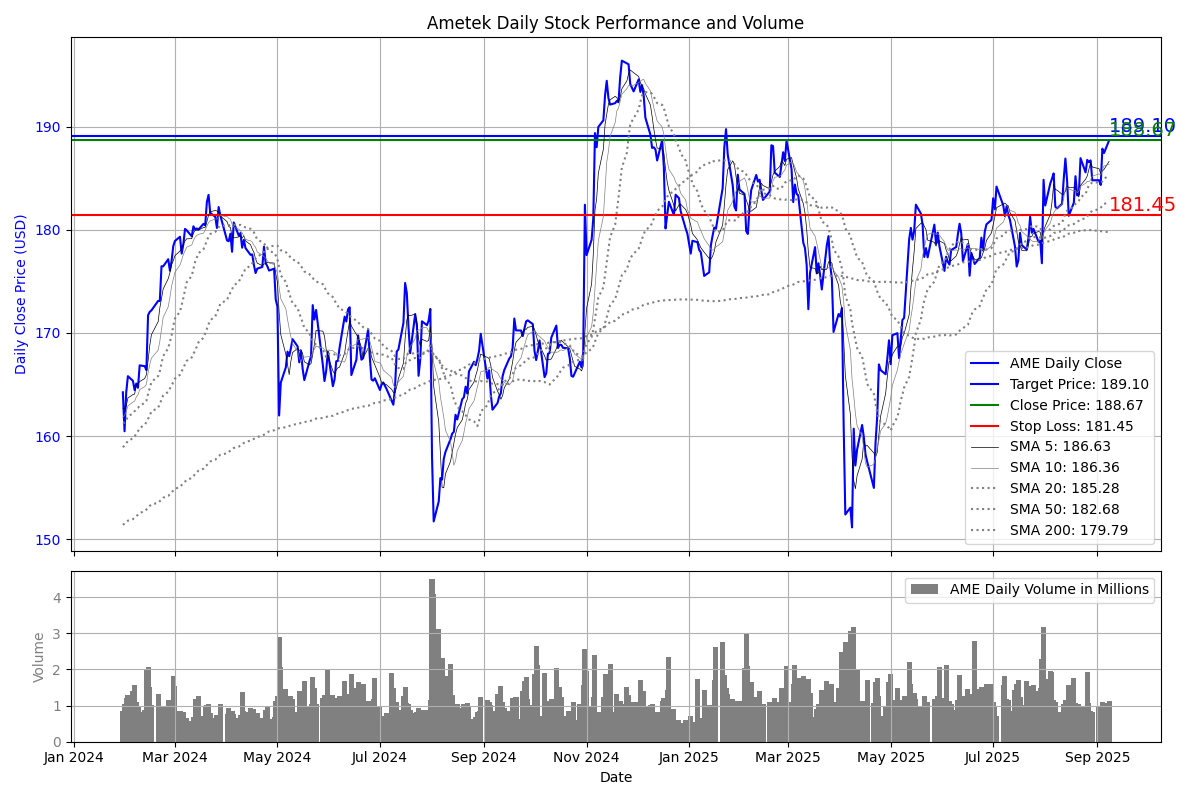 Ametek Daily Stock Performance and Volume
Daily Close Price (USD)
190
180
170
160
150
189.10
188.67
181.45
AME Daily Close
Target Price: 189.10
Close Price: 188.67
Stop Loss: 181.45
SMA 5: 186.63
SMA 10: 186.36
SMA 20: 185.28
SMA 50: 182.68
SMA 200: 179.79
Volume
4
3
2
1
0
AME Daily Volume in Millions
Jan 2024 Mar 2024 May 2024 Jul 2024 Sep 2024 Nov 2024 Jan 2025 Mar 2025 May 2025 Jul 2025 Sep 2025
Date